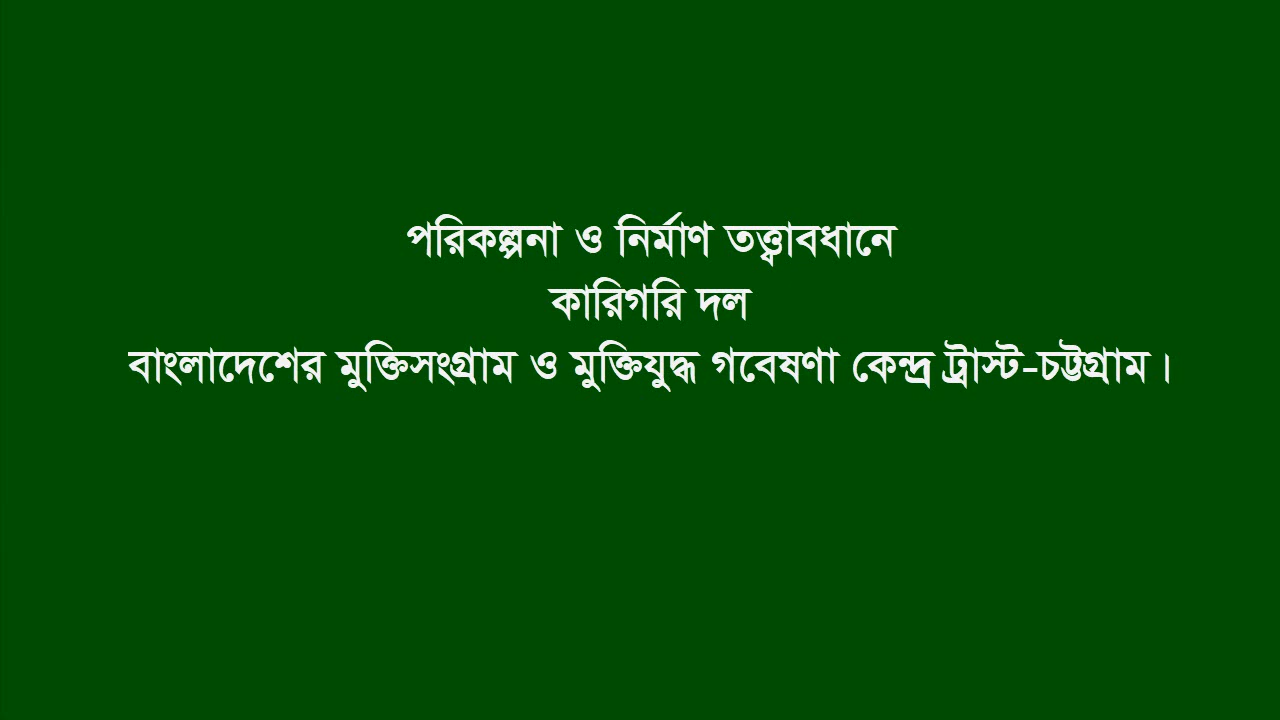 পরিকল্পনা ও নির্মাণ তত্ত্বাবধানে
কারিগরি দল
বাংলাদেশের মুক্তিসংগ্রাম ও মুক্তিযুদ্ধ গবেষণা কেন্দ্র ট্রাস্ট-চট্টগ্রাম।